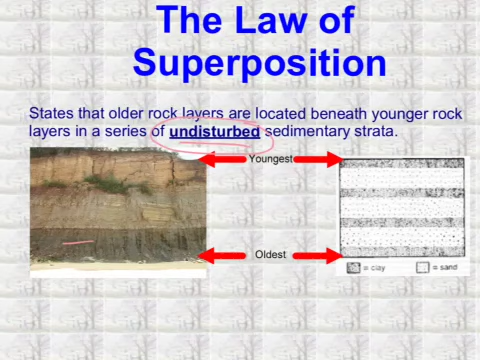 The Law of
Superposition
States that older rock layers are located beneath younger rock
layers in a series of undisturbed sedimentary strata.
Youngest
Oldest
= clay = sand